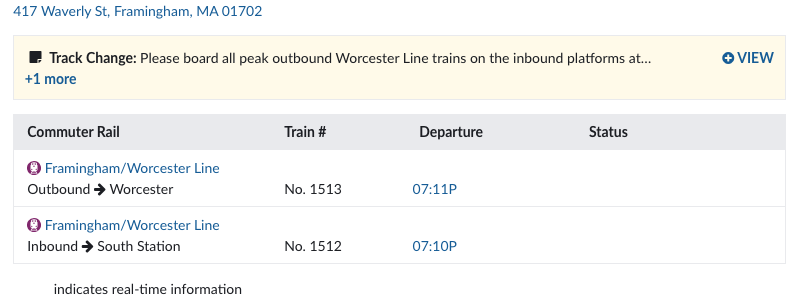 417 Waverly St, Framingham, MA 01702
Track Change: Please board all peak outbound Worcester Line trains on the inbound platforms at... VIEW
+1 more
Commuter Rail Train # Departure Status
Framingham/Worcester Line
Outbound → Worcester No. 1513 07:11P
Framingham/Worcester Line
Inbound → South Station No. 1512 07:10P
indicates real-time information